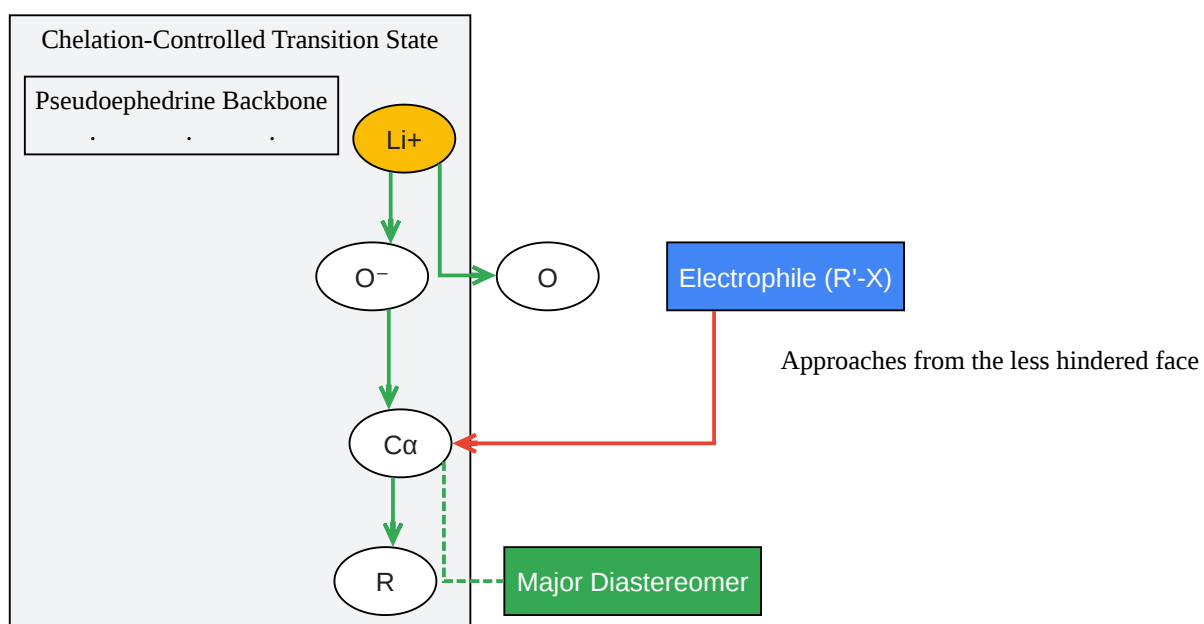 Chelation-Controlled Transition State
Pseudoephedrine Backbone
. . .
Li+
O⁻
O
Electrophile (R'-X)
Approaches from the less hindered face
Cα
R
Major Diastereomer